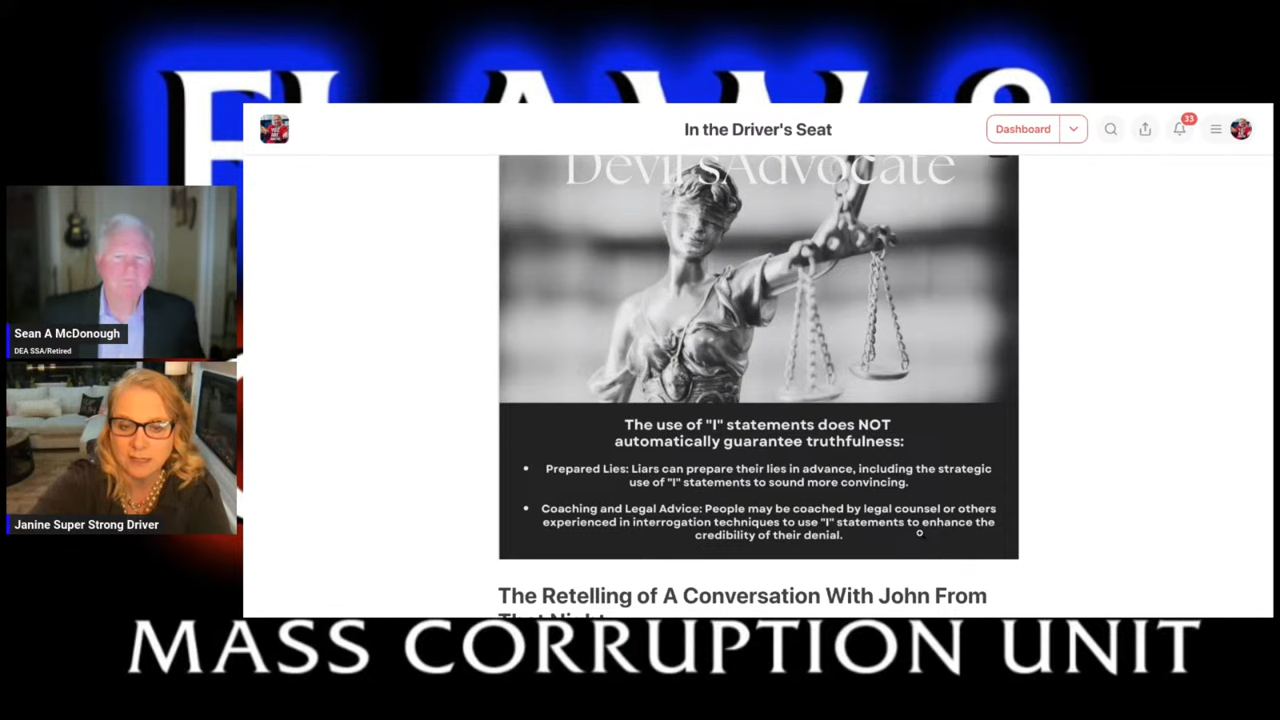 In the Driver's Seat
Dashboard
33
Devil'sAdvocate
The use of "I" statements does NOT
automatically guarantee truthfulness:
• Prepared Lies: Liars can prepare their lies in advance, including the strategic
use of "I" statements to sound more convincing.
• Coaching and Legal Advice: People may be coached by legal counsel or others
experienced in interrogation techniques to use "I" statements to enhance the
credibility of their denial.
The Retelling of A Conversation With John From
Sean A McDonough
DEA SSA/Retired
Janine Super Strong Driver
MASS CORRUPTION UNIT